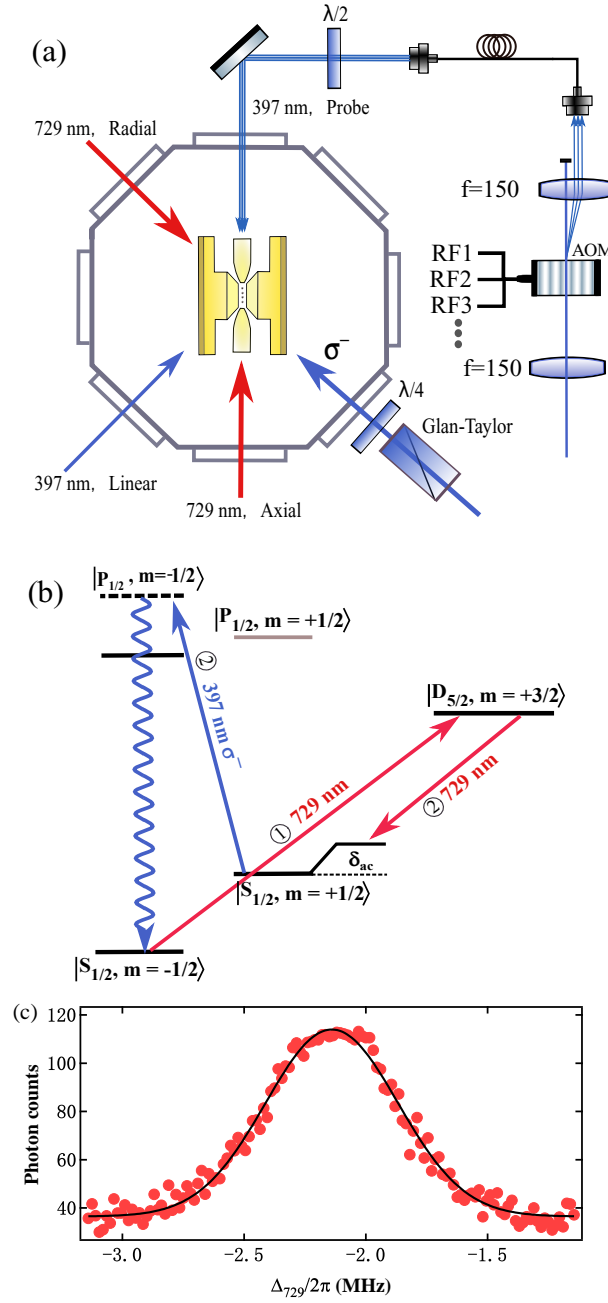 (a)
λ/2
397 nm, Probe
729 nm, Radial
f=150
AOM
RF1
RF2
RF3
σ⁻
λ/4
f=150
Glan-Taylor
397 nm, Linear
729 nm, Axial
(b)
|P₁/₂, m=-1/2⟩
|P₁/₂, m = +1/2⟩
② 397 nm σ⁻
|D₅/₂, m = +3/2⟩
① 729 nm
② 729 nm
δac
|S₁/₂, m = +1/2⟩
|S₁/₂, m = -1/2⟩
(c)
120
100
80
60
40
Photon counts
-3.0 -2.5 -2.0 -1.5
Δ₇₂₉/2π (MHz)